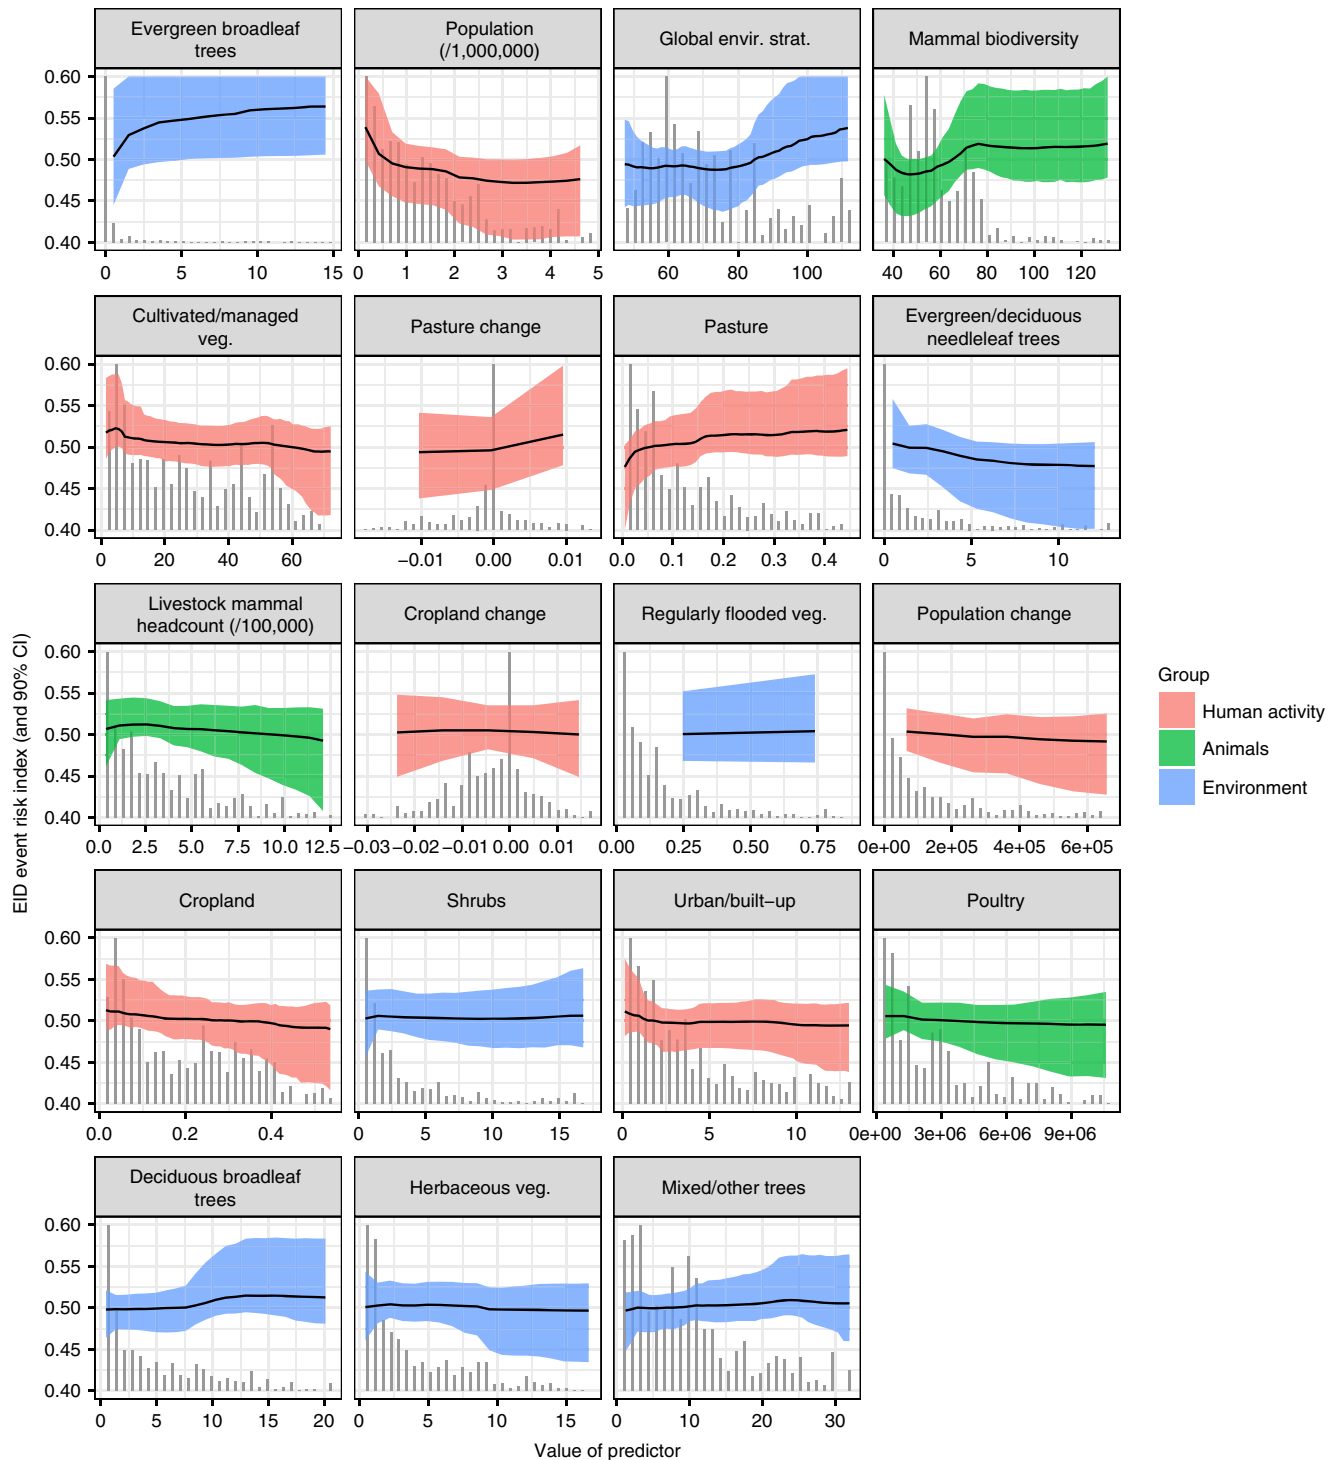 Evergreen broadleaf
trees
Population
(/1,000,000)
Global envir. strat.
Mammal biodiversity
0.60
0.55
0.50
0.45
0.40
0 5 10 15
0 1 2 3 4 5
60 80 100
40 60 80 100 120
Cultivated/managed
veg.
Pasture change
Pasture
Evergreen/deciduous
needleleaf trees
0.60
0.55
0.50
0.45
0.40
0 20 40 60
−0.01 0.00 0.01
0.0 0.1 0.2 0.3 0.4
0 5 10
Livestock mammal
headcount (/100,000)
Cropland change
Regularly flooded veg.
Population change
0.60
0.55
0.50
0.45
0.40
0.0 2.5 5.0 7.5 10.0 12.5
−0.03 −0.02 −0.01 0.00 0.01
0.00 0.25 0.50 0.75
0e+00 2e+05 4e+05 6e+05
Cropland
Shrubs
Urban/built−up
Poultry
0.60
0.55
0.50
0.45
0.40
0.0 0.2 0.4
0 5 10 15
0 5 10
0e+00 3e+06 6e+06 9e+06
Deciduous broadleaf
trees
Herbaceous veg.
Mixed/other trees
0.60
0.55
0.50
0.45
0.40
0 5 10 15 20
0 5 10 15
0 10 20 30
EID event risk index (and 90% CI)
Value of predictor
Group
Human activity
Animals
Environment